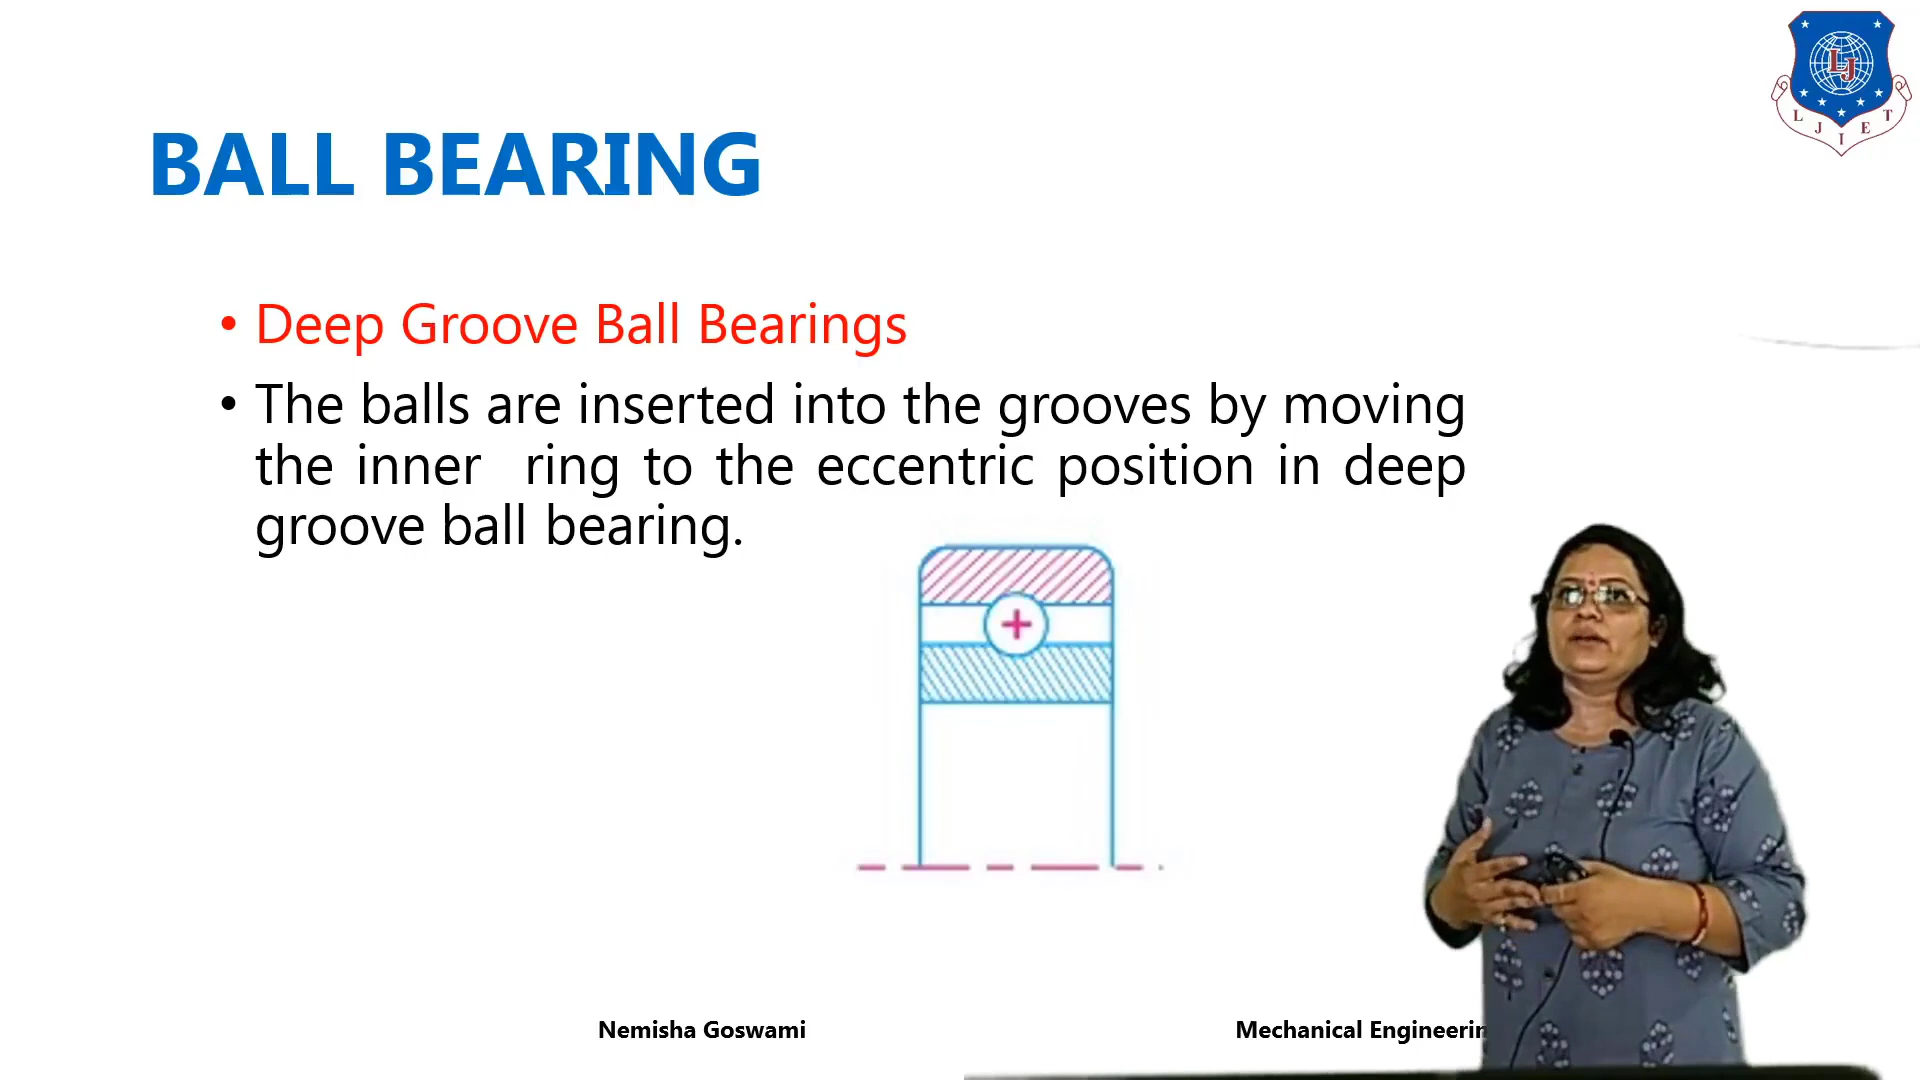 LJ
L J I E T
BALL BEARING
• Deep Groove Ball Bearings
• The balls are inserted into the grooves by moving
the inner ring to the eccentric position in deep
groove ball bearing.
Nemisha Goswami
Mechanical Engineerin